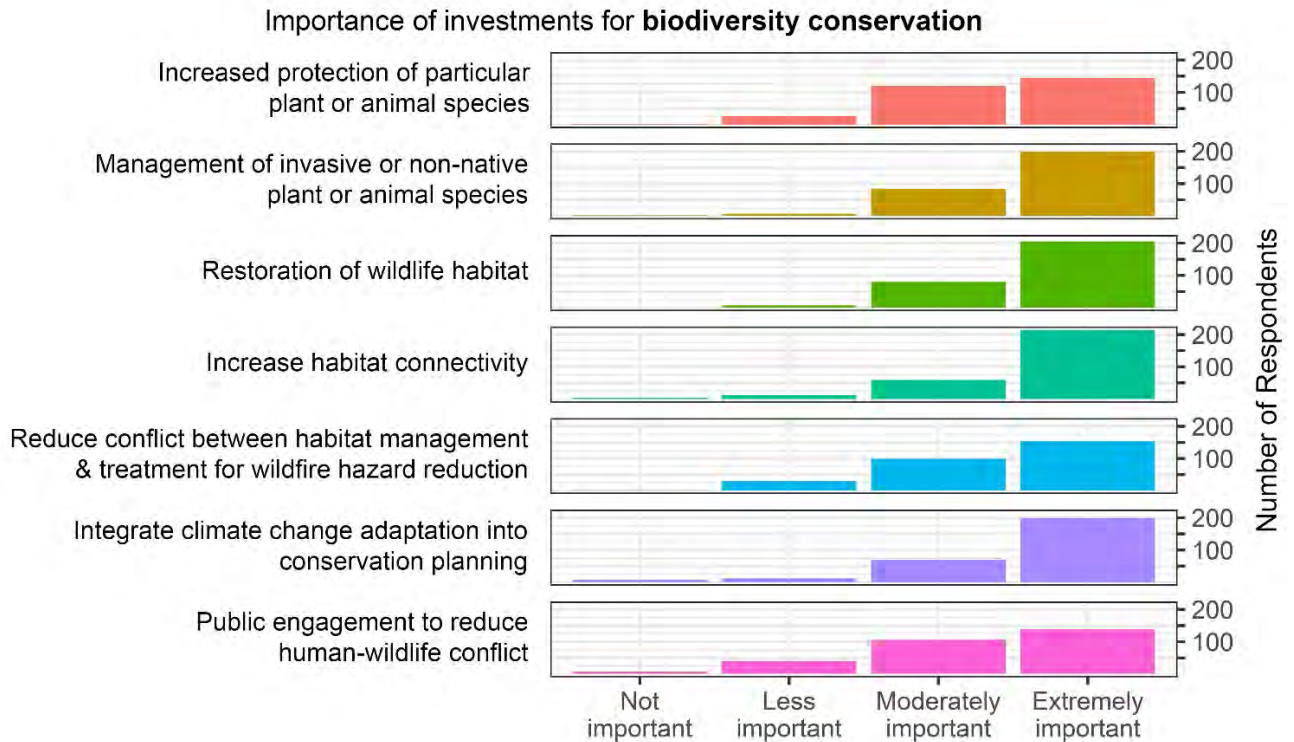 Importance of investments for biodiversity conservation
Increased protection of particular
plant or animal species
200
100
Management of invasive or non-native
plant or animal species
200
100
Restoration of wildlife habitat
200
100
Increase habitat connectivity
200
100
Reduce conflict between habitat management
& treatment for wildfire hazard reduction
200
100
Integrate climate change adaptation into
conservation planning
200
100
Public engagement to reduce
human-wildlife conflict
200
100
Number of Respondents
Not
important
Less
important
Moderately
important
Extremely
important